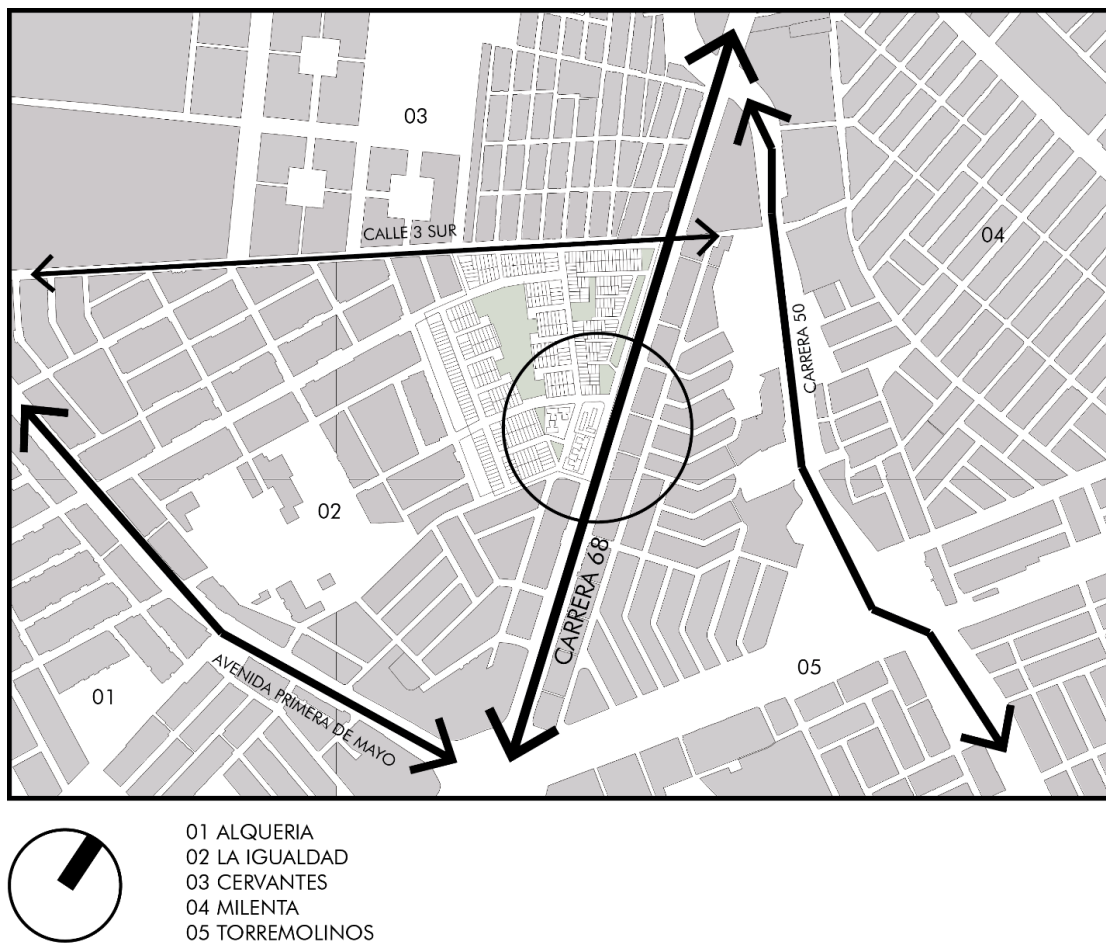 03
CALLE 3 SUR
04
CARRERA 50
02
CARRERA 68
05
01
AVENIDA PRIMERA DE MAYO
01 ALQUERIA
02 LA IGUALDAD
03 CERVANTES
04 MILENTA
05 TORREMOLINOS